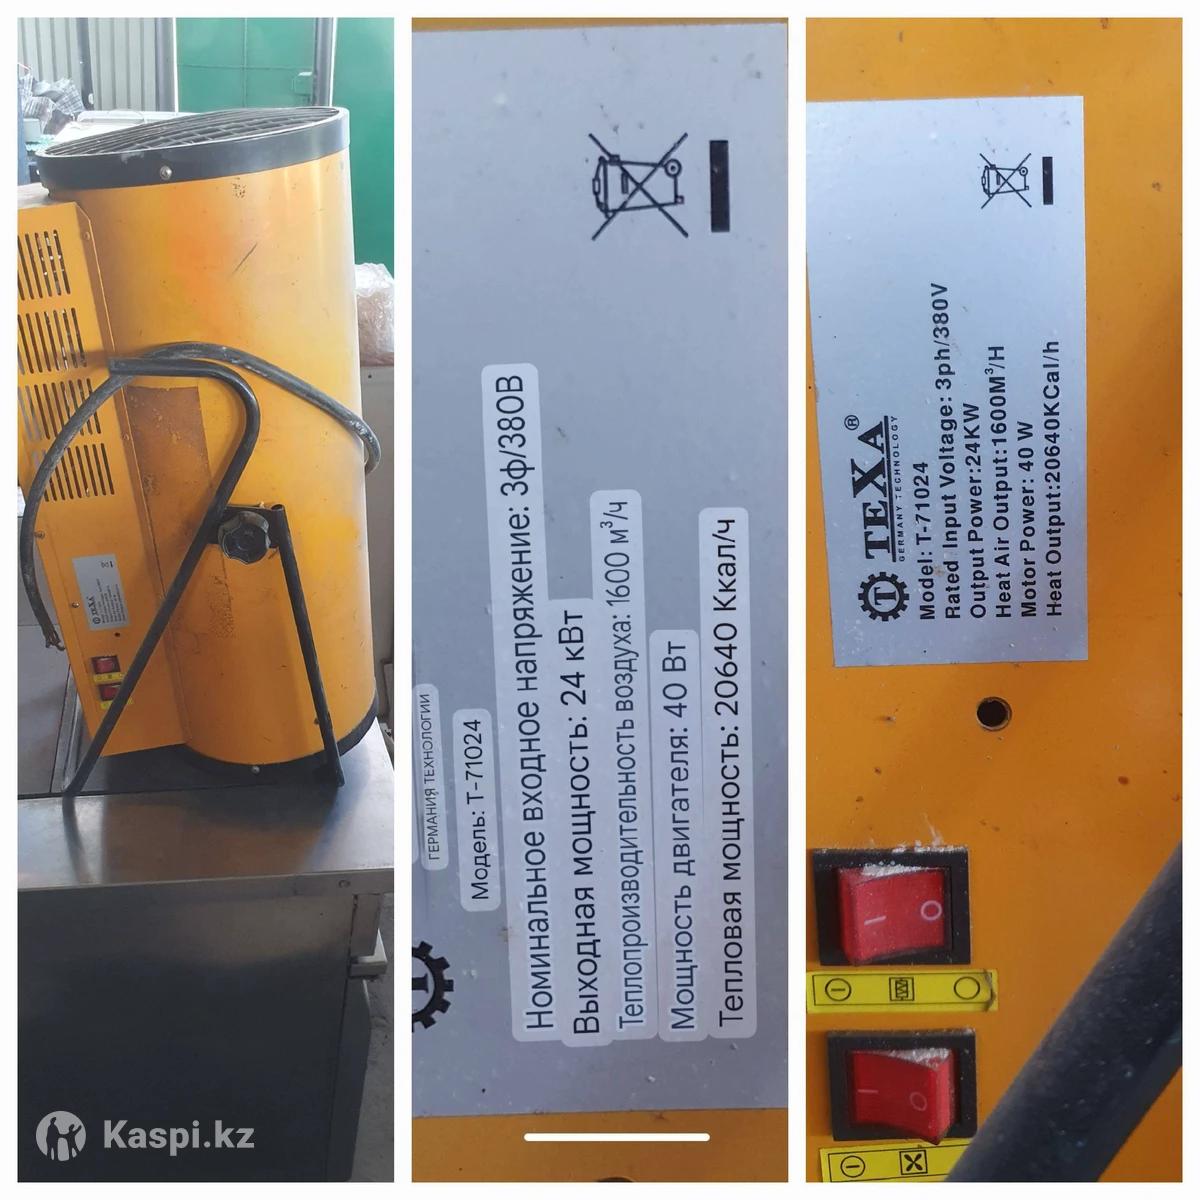 ГЕРМАНИЯ ТЕХНОЛОГИИ
Модель: Т-71024
Номинальное входное напряжение: 3ф/380В
Выходная мощность: 24 кВт
Теплопроизводительность воздуха: 1600 м³/ч
Мощность двигателя: 40 Вт
Тепловая мощность: 20640 Ккал/ч
T TEXA®
GERMANY TECHNOLOGY
Model: T-71024
Rated Input Voltage: 3ph/380V
Output Power:24KW
Heat Air Output:1600M³/H
Motor Power: 40 W
Heat Output:20640KCal/h
TEXA
Kaspi.kz